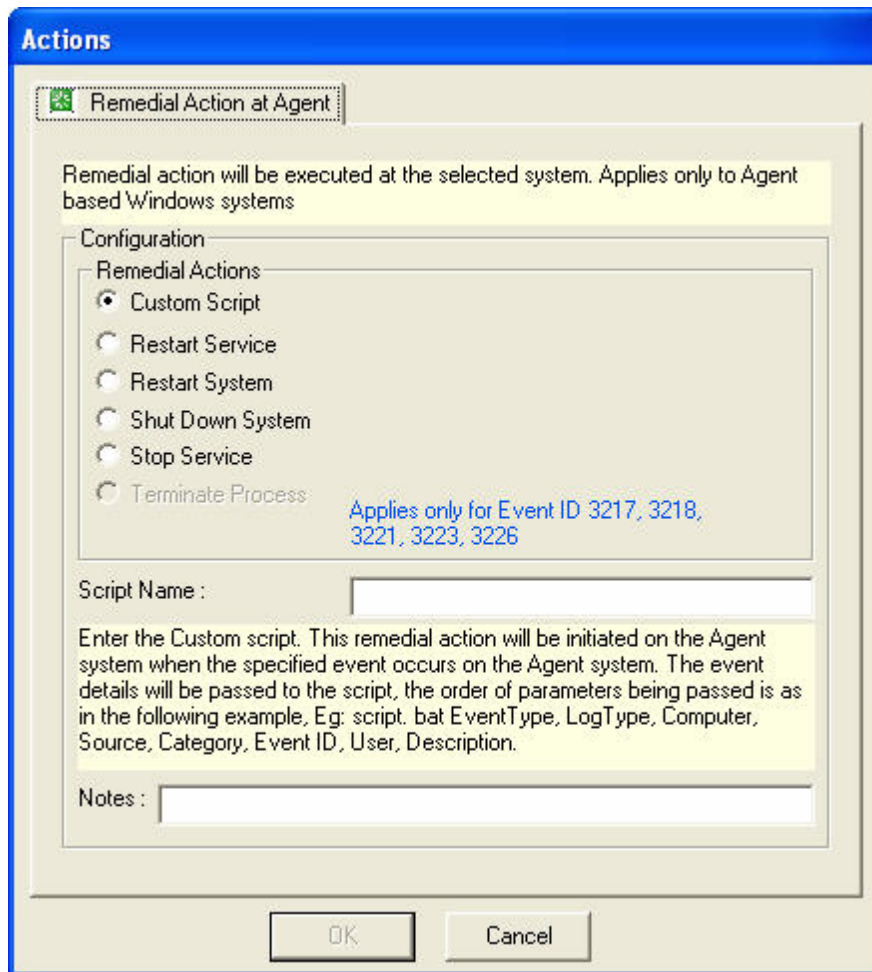 Actions
Remedial Action at Agent
Remedial action will be executed at the selected system. Applies only to Agent
based Windows systems
Configuration
Remedial Actions
Custom Script
Restart Service
Restart System
Shut Down System
Stop Service
Terminate Process
Applies only for Event ID 3217, 3218,
3221, 3223, 3226
Script Name :
Enter the Custom script. This remedial action will be initiated on the Agent
system when the specified event occurs on the Agent system. The event
details will be passed to the script, the order of parameters being passed is as
in the following example, Eg: script. bat EventType, LogType, Computer,
Source, Category, Event ID, User, Description.
Notes :
OK
Cancel